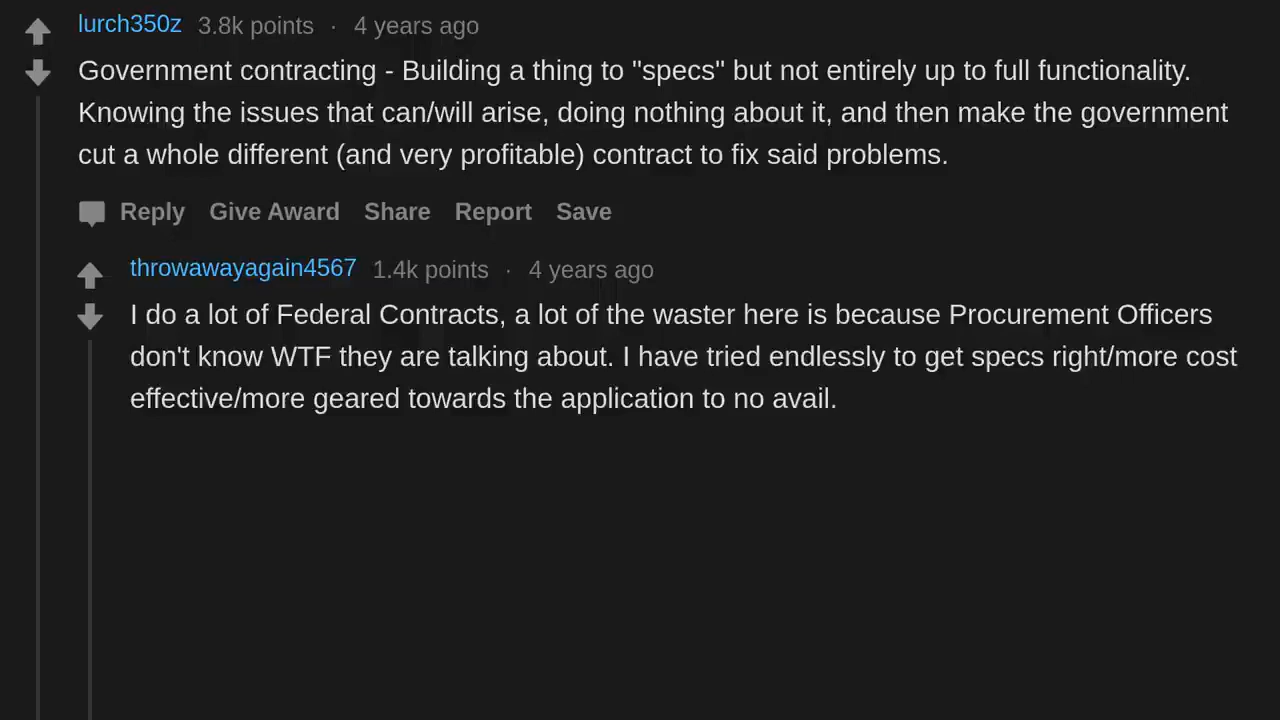 lurch350z 3.8k points · 4 years ago
Government contracting - Building a thing to "specs" but not entirely up to full functionality.
Knowing the issues that can/will arise, doing nothing about it, and then make the government
cut a whole different (and very profitable) contract to fix said problems.
Reply Give Award Share Report Save
throwawayagain4567 1.4k points · 4 years ago
I do a lot of Federal Contracts, a lot of the waster here is because Procurement Officers
don't know WTF they are talking about. I have tried endlessly to get specs right/more cost
effective/more geared towards the application to no avail.